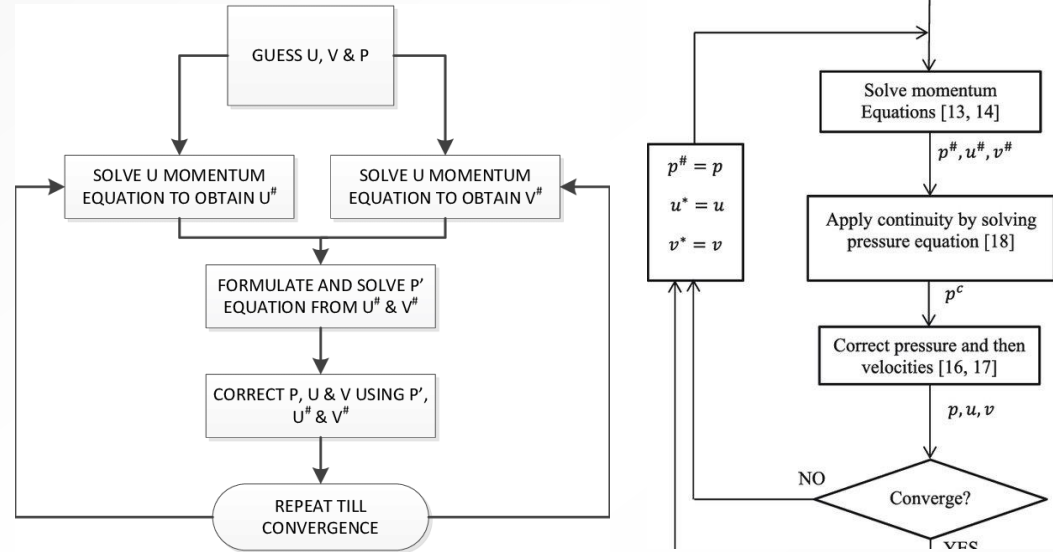 GUESS U, V & P
SOLVE U MOMENTUM
EQUATION TO OBTAIN U#
SOLVE U MOMENTUM
EQUATION TO OBTAIN V#
FORMULATE AND SOLVE P'
EQUATION FROM U# & V#
CORRECT P, U & V USING P',
U# & V#
REPEAT TILL
CONVERGENCE
Solve momentum
Equations [13, 14]
p#, u#, v#
p# = p
u* = u
v* = v
Apply continuity by solving
pressure equation [18]
pᶜ
Correct pressure and then
velocities [16, 17]
p, u, v
NO
Converge?
YES